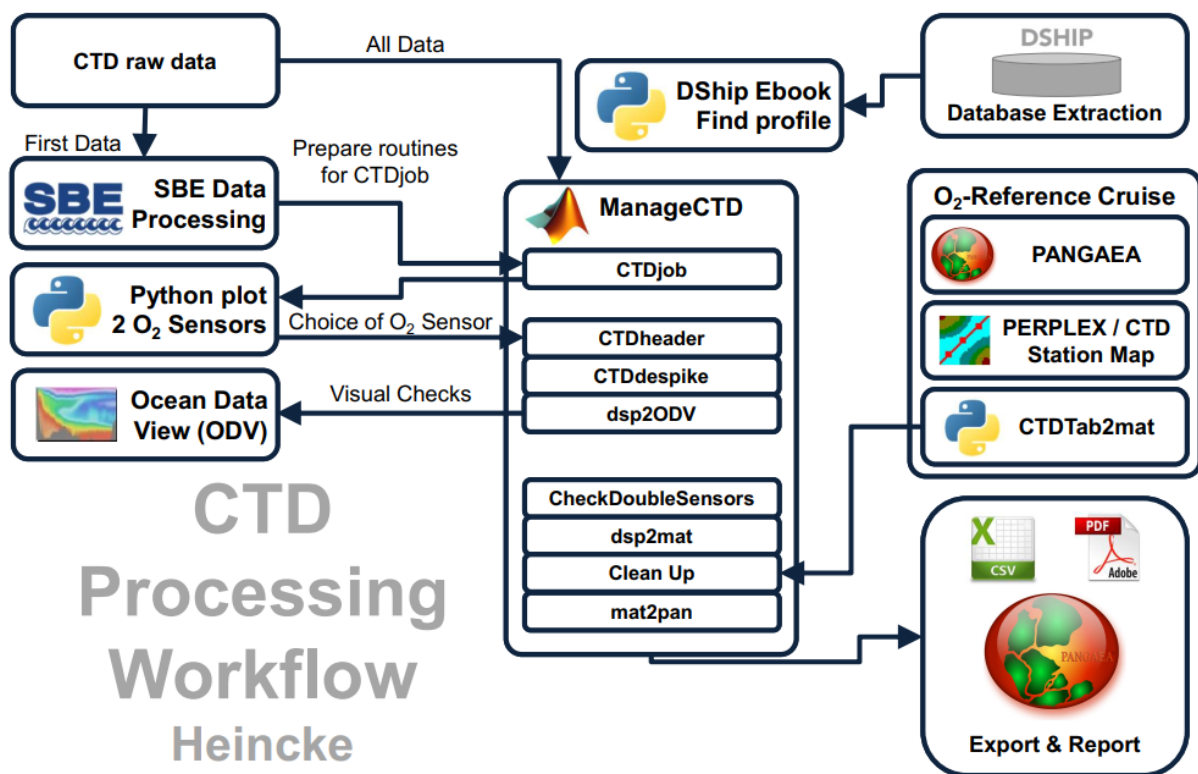 CTD raw data
All Data
First Data
SBE
SBE Data
Processing
Prepare routines
for CTDjob
DShip Ebook
Find profile
DSHIP
Database Extraction
ManageCTD
CTDjob
Python plot
2 O₂ Sensors
Choice of O₂ Sensor
CTDheader
CTDdespike
dsp2ODV
Visual Checks
Ocean Data
View (ODV)
CheckDoubleSensors
dsp2mat
Clean Up
mat2pan
O₂-Reference Cruise
PANGAEA
PERPLEX / CTD
Station Map
CTDTab2mat
X
CSV
PDF
Adobe
PANGAEA
Export & Report
CTD
Processing
Workflow
Heincke